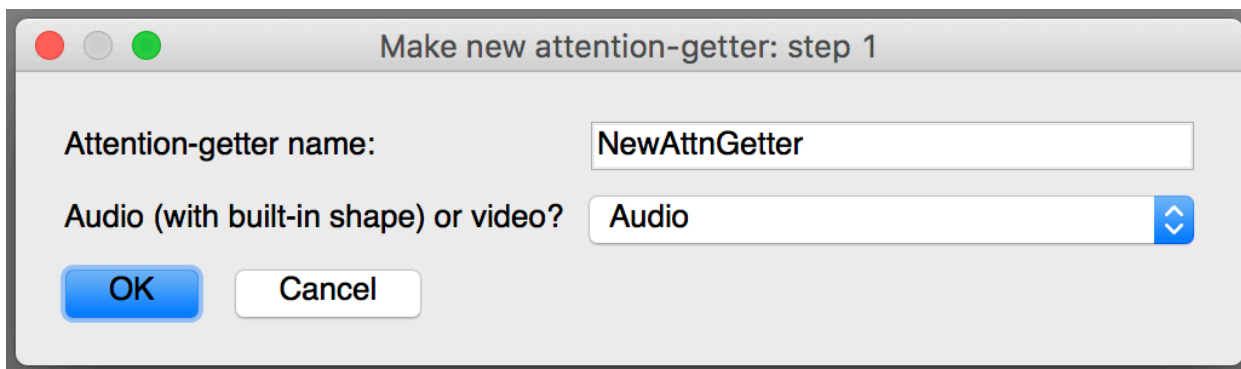 Make new attention-getter: step 1
Attention-getter name: NewAttnGetter
Audio (with built-in shape) or video? Audio
OK Cancel